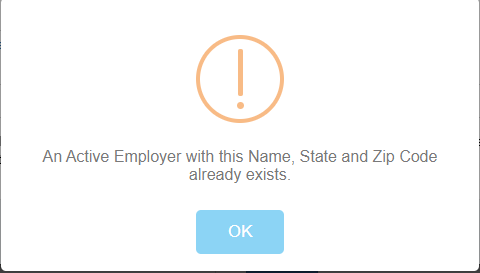 An Active Employer with this Name, State and Zip Code
already exists.
OK